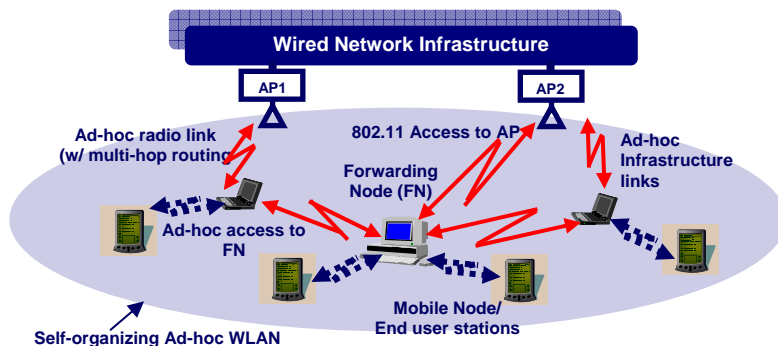 Wired Network Infrastructure
AP1
AP2
Ad-hoc radio link
(w/ multi-hop routing
802.11 Access to AP
Ad-hoc
Infrastructure
links
Forwarding
Node (FN)
Ad-hoc access to
FN
Mobile Node/
End user stations
Self-organizing Ad-hoc WLAN